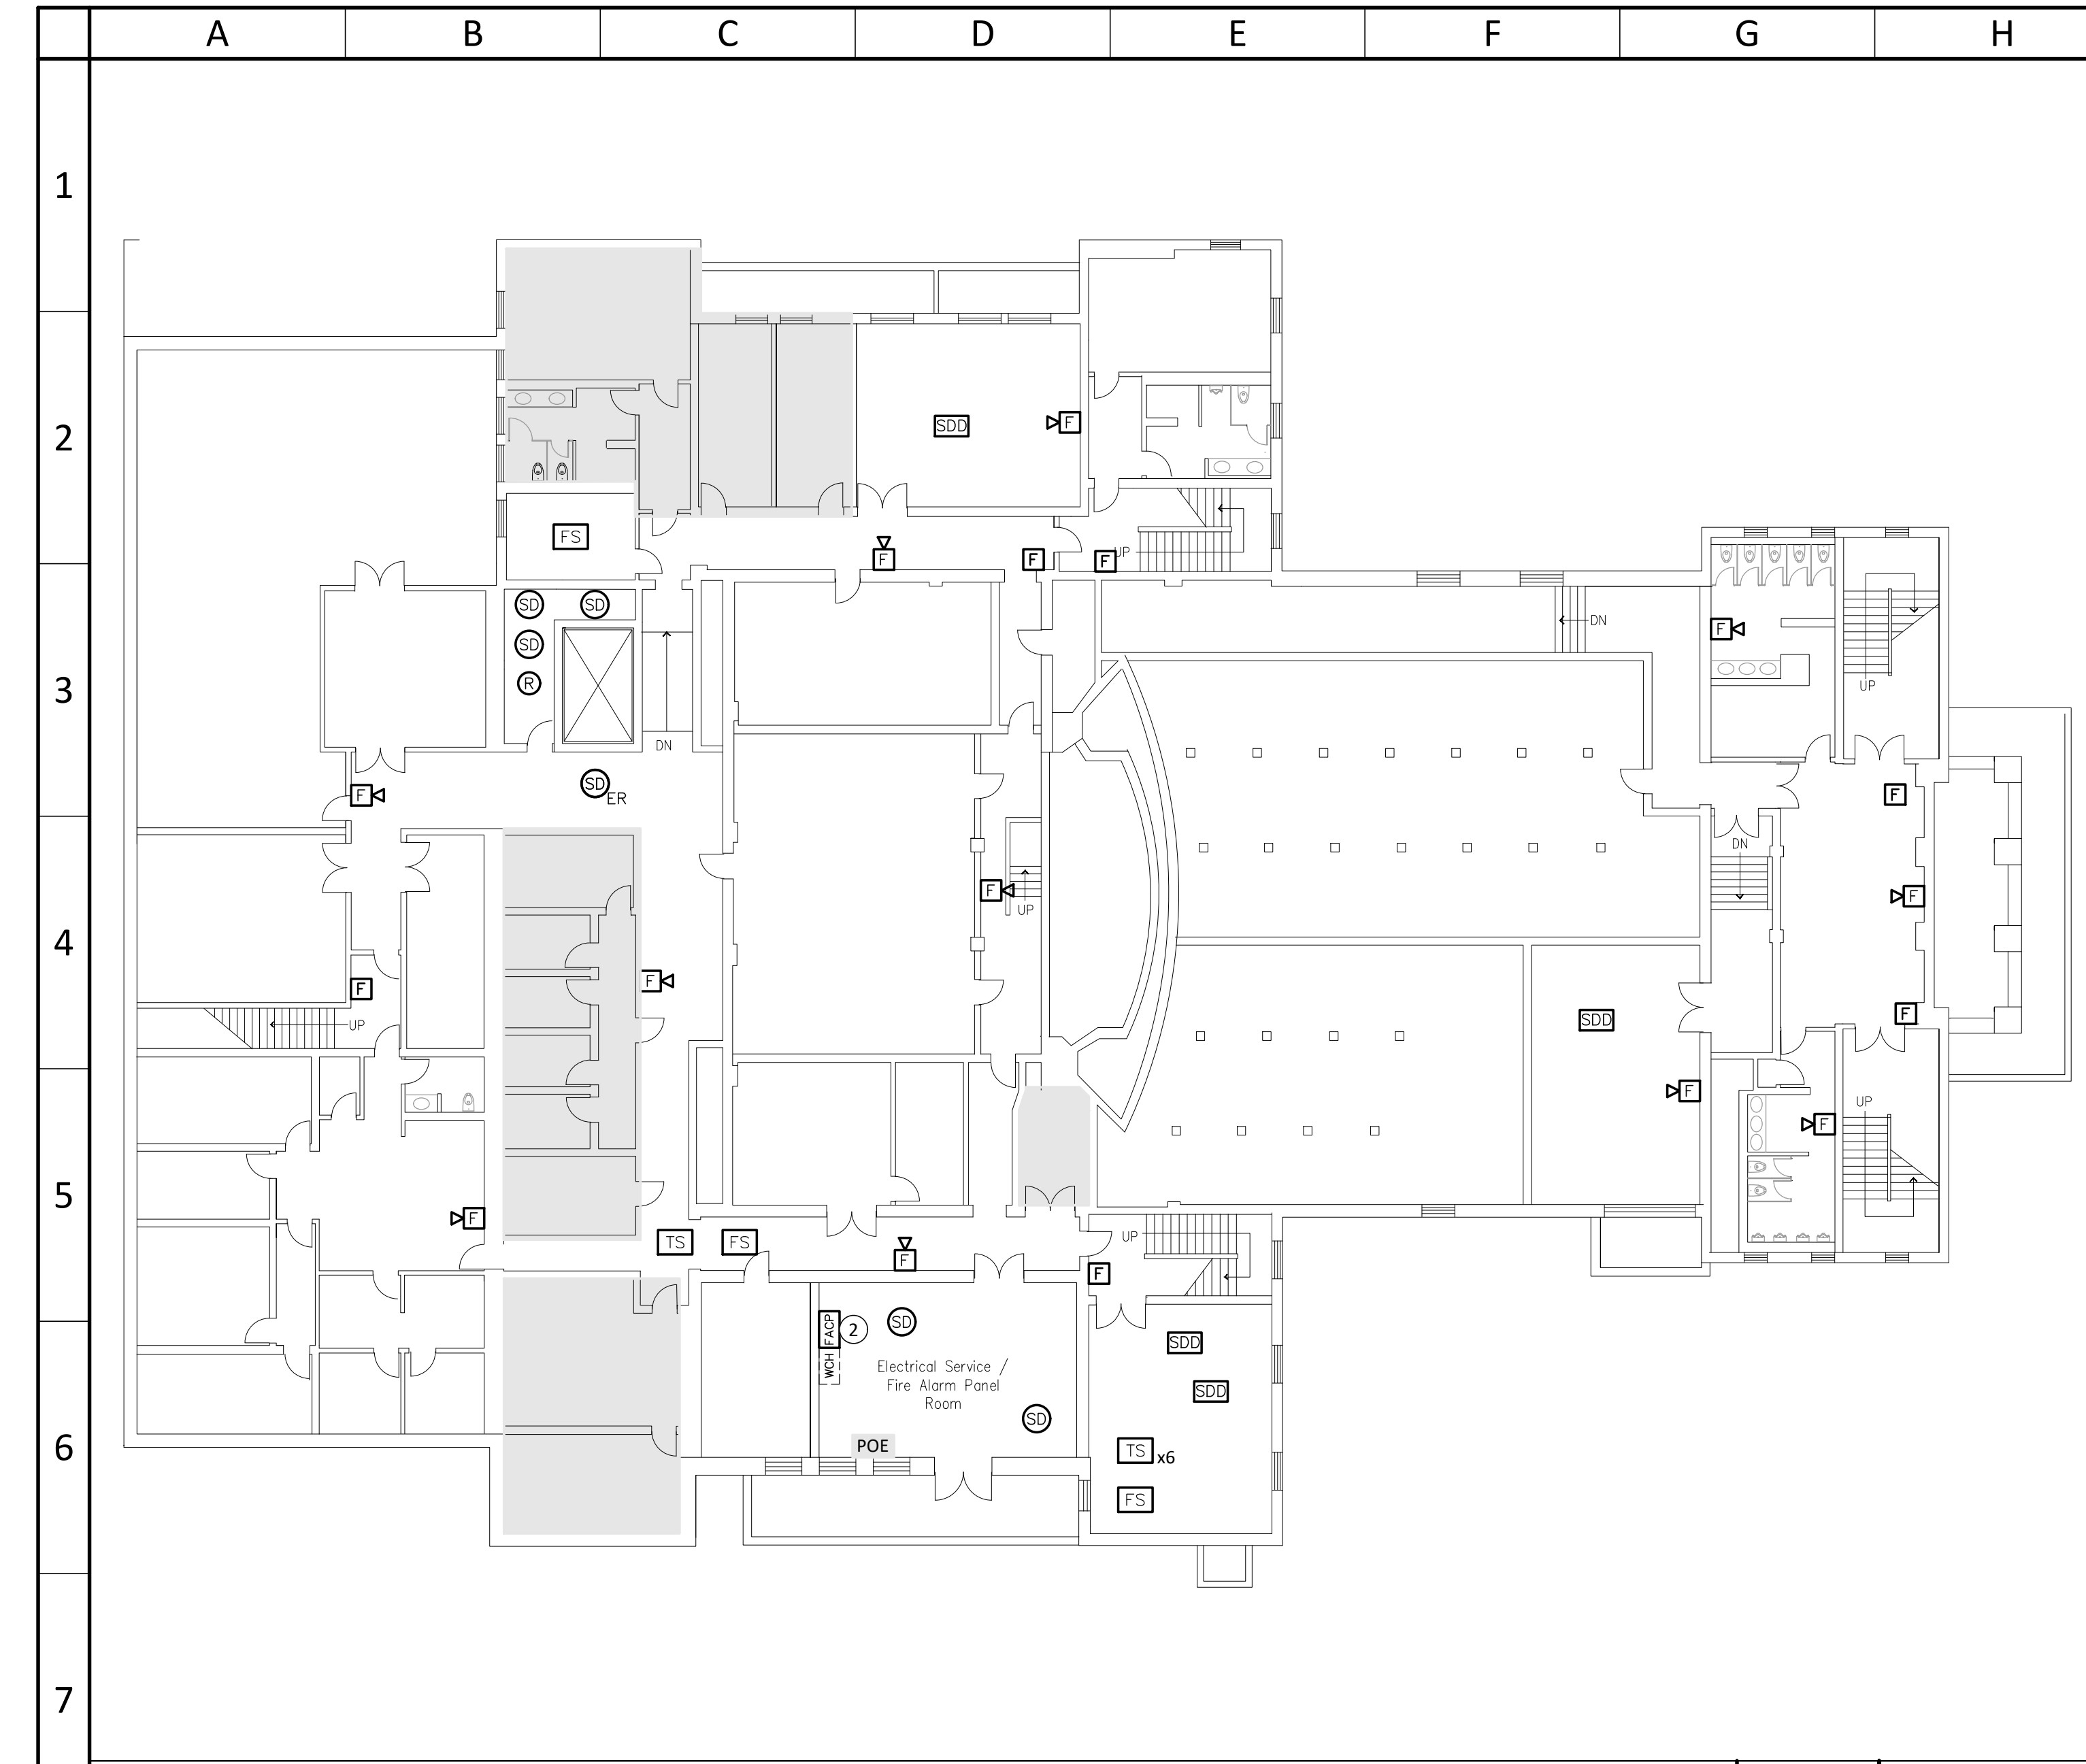 A B C D E F G H
1
2
SDD
F
FS
F
F
F
UP
3
SD
SD
SD
R
DN
DN
F
UP
F
SD
ER
F
4
DN
F
UP
F
F
F
SDD
F
UP
5
F
UP
F
F
TS
FS
F
UP
F
6
FACP
WCH
2
SD
Electrical Service /
Fire Alarm Panel
Room
SD
POE
SDD
SDD
TS
x6
FS
7